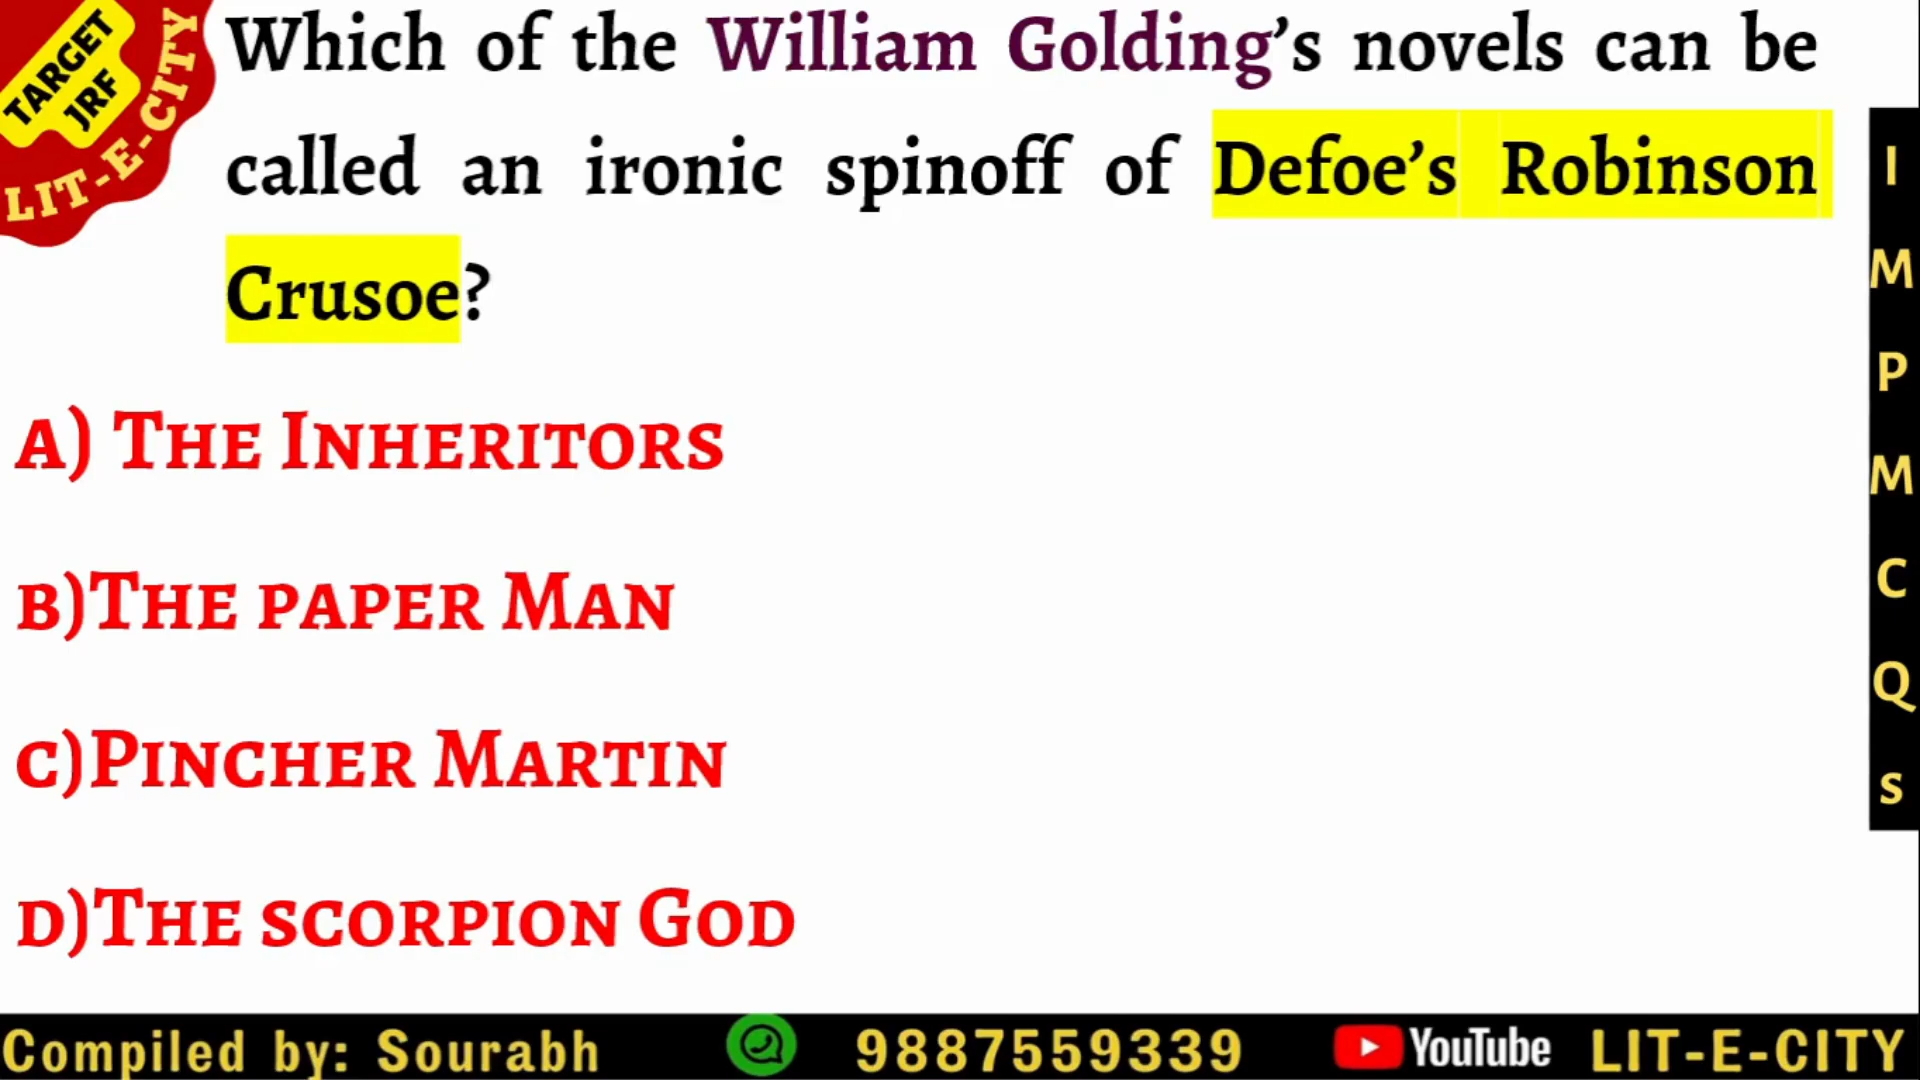 TARGET
JRF
LIT-E-CITY
Which of the William Golding’s novels can be
called an ironic spinoff of Defoe’s Robinson
Crusoe?
A) The Inheritors
B)The paper Man
C)Pincher Martin
D)The scorpion God
I
M
P
M
C
Q
s
Compiled by: Sourabh 9887559339 YouTube LIT-E-CITY